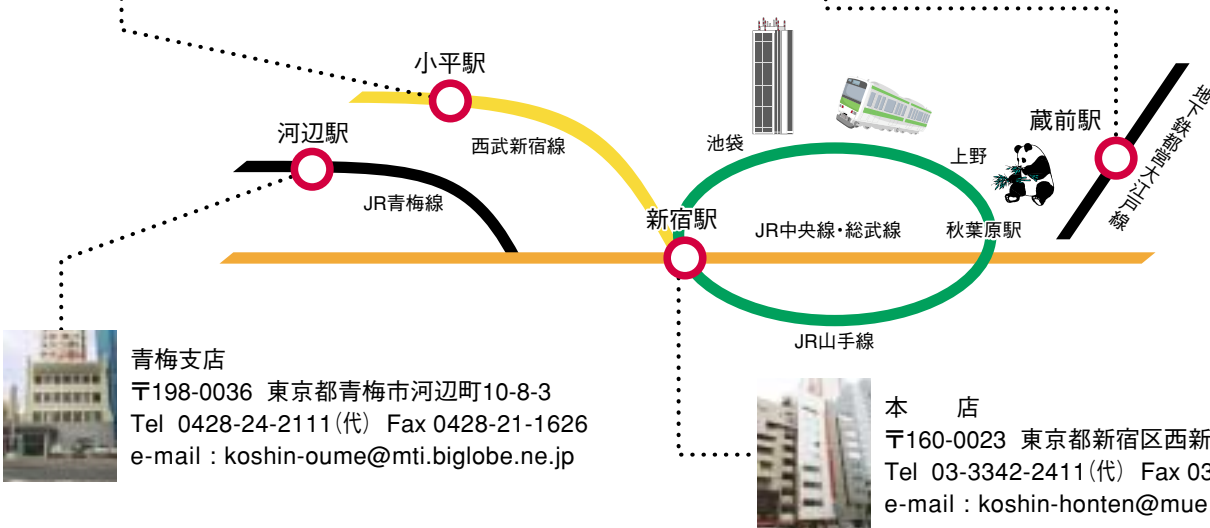 小平駅
河辺駅
西武新宿線
池袋
上野
蔵前駅
地下鉄都営大江戸線
JR青梅線
新宿駅
JR中央線・総武線
秋葉原駅
JR山手線
青梅支店
〒198-0036 東京都青梅市河辺町10-8-3
Tel 0428-24-2111(代) Fax 0428-21-1626
e-mail : koshin-oume@mti.biglobe.ne.jp
本 店
〒160-0023 東京都新宿区西新
Tel 03-3342-2411(代) Fax 03
e-mail : koshin-honten@mue